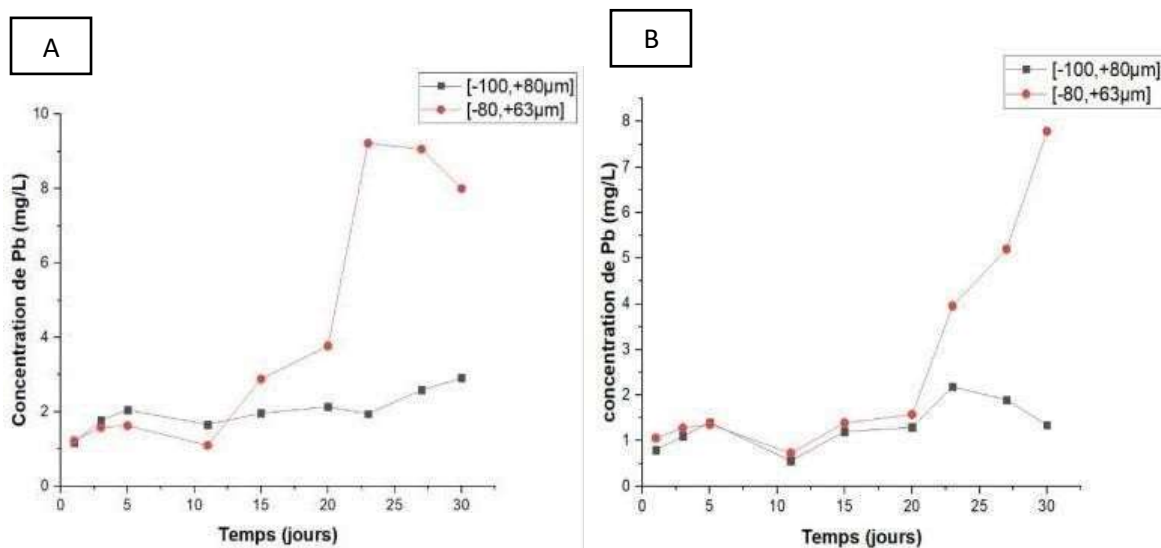 A
[-100,+80µm]
[-80,+63µm]
10
8
6
4
2
0
0
5
10
15
20
25
30
Concentration de Pb (mg/L)
Temps (jours)
B
[-100,+80µm]
[-80,+63µm]
8
7
6
5
4
3
2
1
0
0
5
10
15
20
25
30
concentration de Pb (mg/L)
Temps (jours)